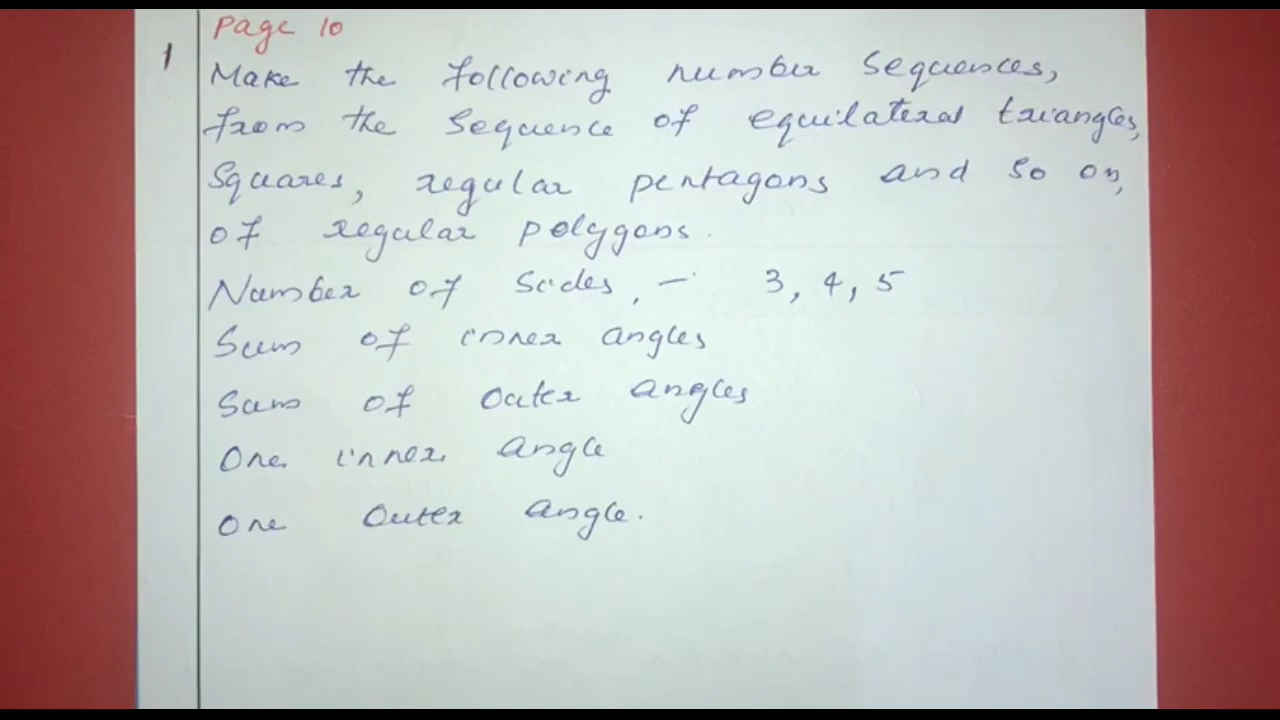 Page 10
1
Make the following number sequences,
from the sequence of equilateral triangles,
Squares, regular pentagons and so on,
of regular polygons.
Number of Sides, - 3, 4, 5
Sum of inner angles
Sum of outer angles
One inner angle
One outer angle.